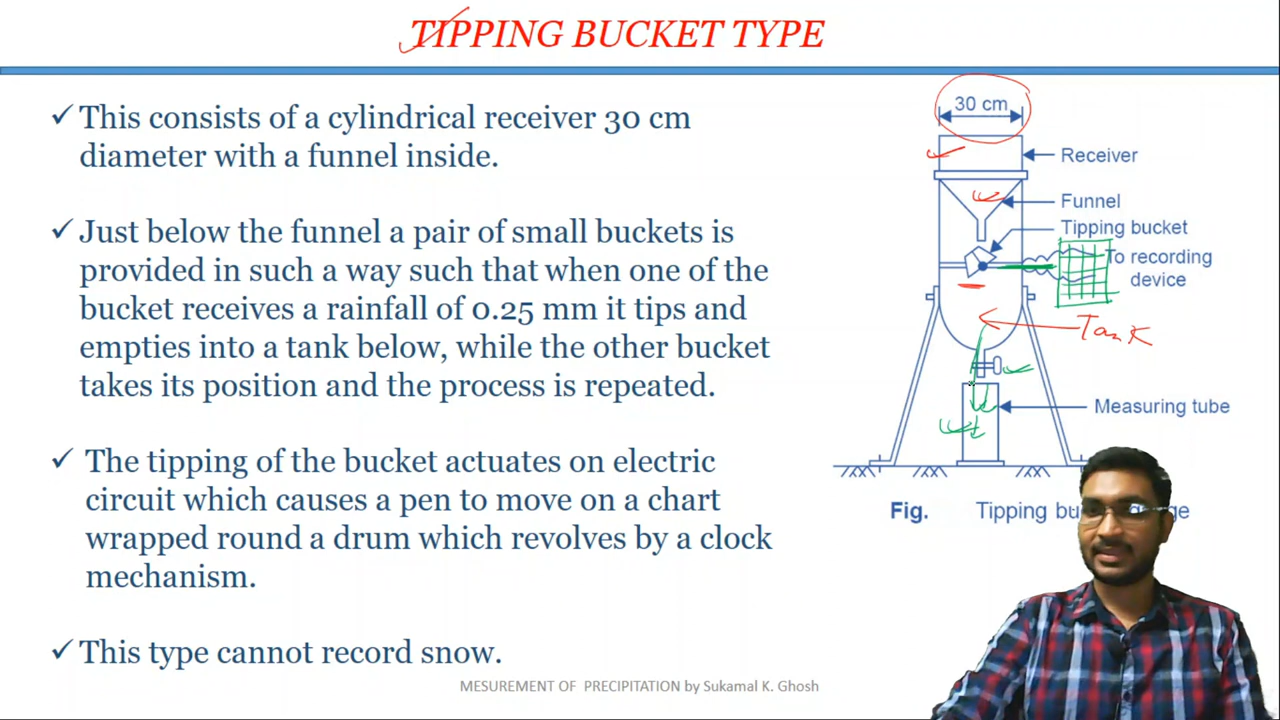 TIPPING BUCKET TYPE
✓ This consists of a cylindrical receiver 30 cm
diameter with a funnel inside.
✓ Just below the funnel a pair of small buckets is
provided in such a way such that when one of the
bucket receives a rainfall of 0.25 mm it tips and
empties into a tank below, while the other bucket
takes its position and the process is repeated.
✓ The tipping of the bucket actuates on electric
circuit which causes a pen to move on a chart
wrapped round a drum which revolves by a clock
mechanism.
✓ This type cannot record snow.
30 cm
Receiver
Funnel
Tipping bucket
To recording
device
Tank
Measuring tube
Fig. Tipping
MESUREMENT OF PRECIPITATION by Sukamal K. Ghosh